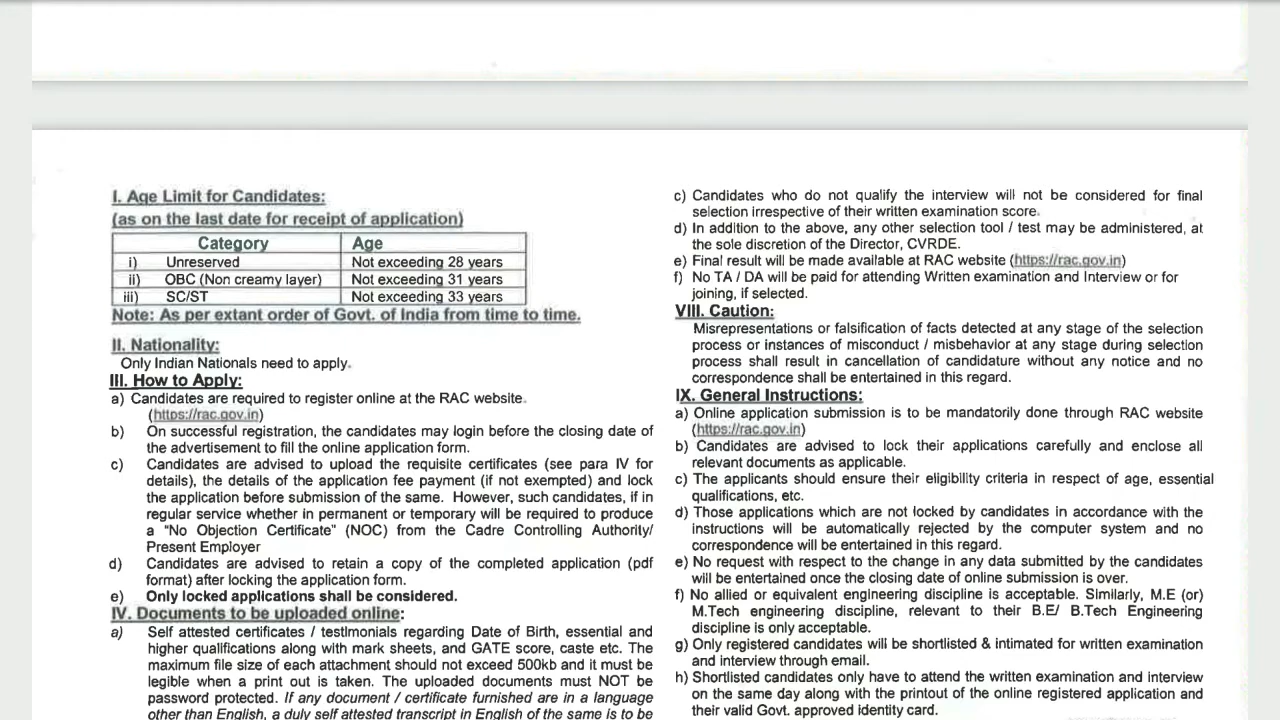 I. Age Limit for Candidates:
(as on the last date for receipt of application)
Category Age
i) Unreserved Not exceeding 28 years
ii) OBC (Non creamy layer) Not exceeding 31 years
iii) SC/ST Not exceeding 33 years
Note: As per extant order of Govt. of India from time to time.
II. Nationality:
Only Indian Nationals need to apply.
III. How to Apply:
a) Candidates are required to register online at the RAC website.
(https://rac.gov.in)
b) On successful registration, the candidates may login before the closing date of
the advertisement to fill the online application form.
c) Candidates are advised to upload the requisite certificates (see para IV for
details), the details of the application fee payment (if not exempted) and lock
the application before submission of the same. However, such candidates, if in
regular service whether in permanent or temporary will be required to produce
a "No Objection Certificate" (NOC) from the Cadre Controlling Authority/
Present Employer
d) Candidates are advised to retain a copy of the completed application (pdf
format) after locking the application form.
e) Only locked applications shall be considered.
IV. Documents to be uploaded online:
a) Self attested certificates / testimonials regarding Date of Birth, essential and
higher qualifications along with mark sheets, and GATE score, caste etc. The
maximum file size of each attachment should not exceed 500kb and it must be
legible when a print out is taken. The uploaded documents must NOT be
password protected. If any document / certificate furnished are in a language
other than English, a duly self attested transcript in English of the same is to be
c) Candidates who do not qualify the interview will not be considered for final
selection irrespective of their written examination score.
d) In addition to the above, any other selection tool / test may be administered, at
the sole discretion of the Director, CVRDE.
e) Final result will be made available at RAC website (https://rac.gov.in)
f) No TA / DA will be paid for attending Written examination and Interview or for
joining, if selected.
VIII. Caution:
Misrepresentations or falsification of facts detected at any stage of the selection
process or instances of misconduct / misbehavior at any stage during selection
process shall result in cancellation of candidature without any notice and no
correspondence shall be entertained in this regard.
IX. General Instructions:
a) Online application submission is to be mandatorily done through RAC website
(https://rac.gov.in)
b) Candidates are advised to lock their applications carefully and enclose all
relevant documents as applicable.
c) The applicants should ensure their eligibility criteria in respect of age, essential
qualifications, etc.
d) Those applications which are not locked by candidates in accordance with the
instructions will be automatically rejected by the computer system and no
correspondence will be entertained in this regard.
e) No request with respect to the change in any data submitted by the candidates
will be entertained once the closing date of online submission is over.
f) No allied or equivalent engineering discipline is acceptable. Similarly, M.E (or)
M.Tech engineering discipline, relevant to their B.E/ B.Tech Engineering
discipline is only acceptable.
g) Only registered candidates will be shortlisted & intimated for written examination
and interview through email.
h) Shortlisted candidates only have to attend the written examination and interview
on the same day along with the printout of the online registered application and
their valid Govt. approved identity card.